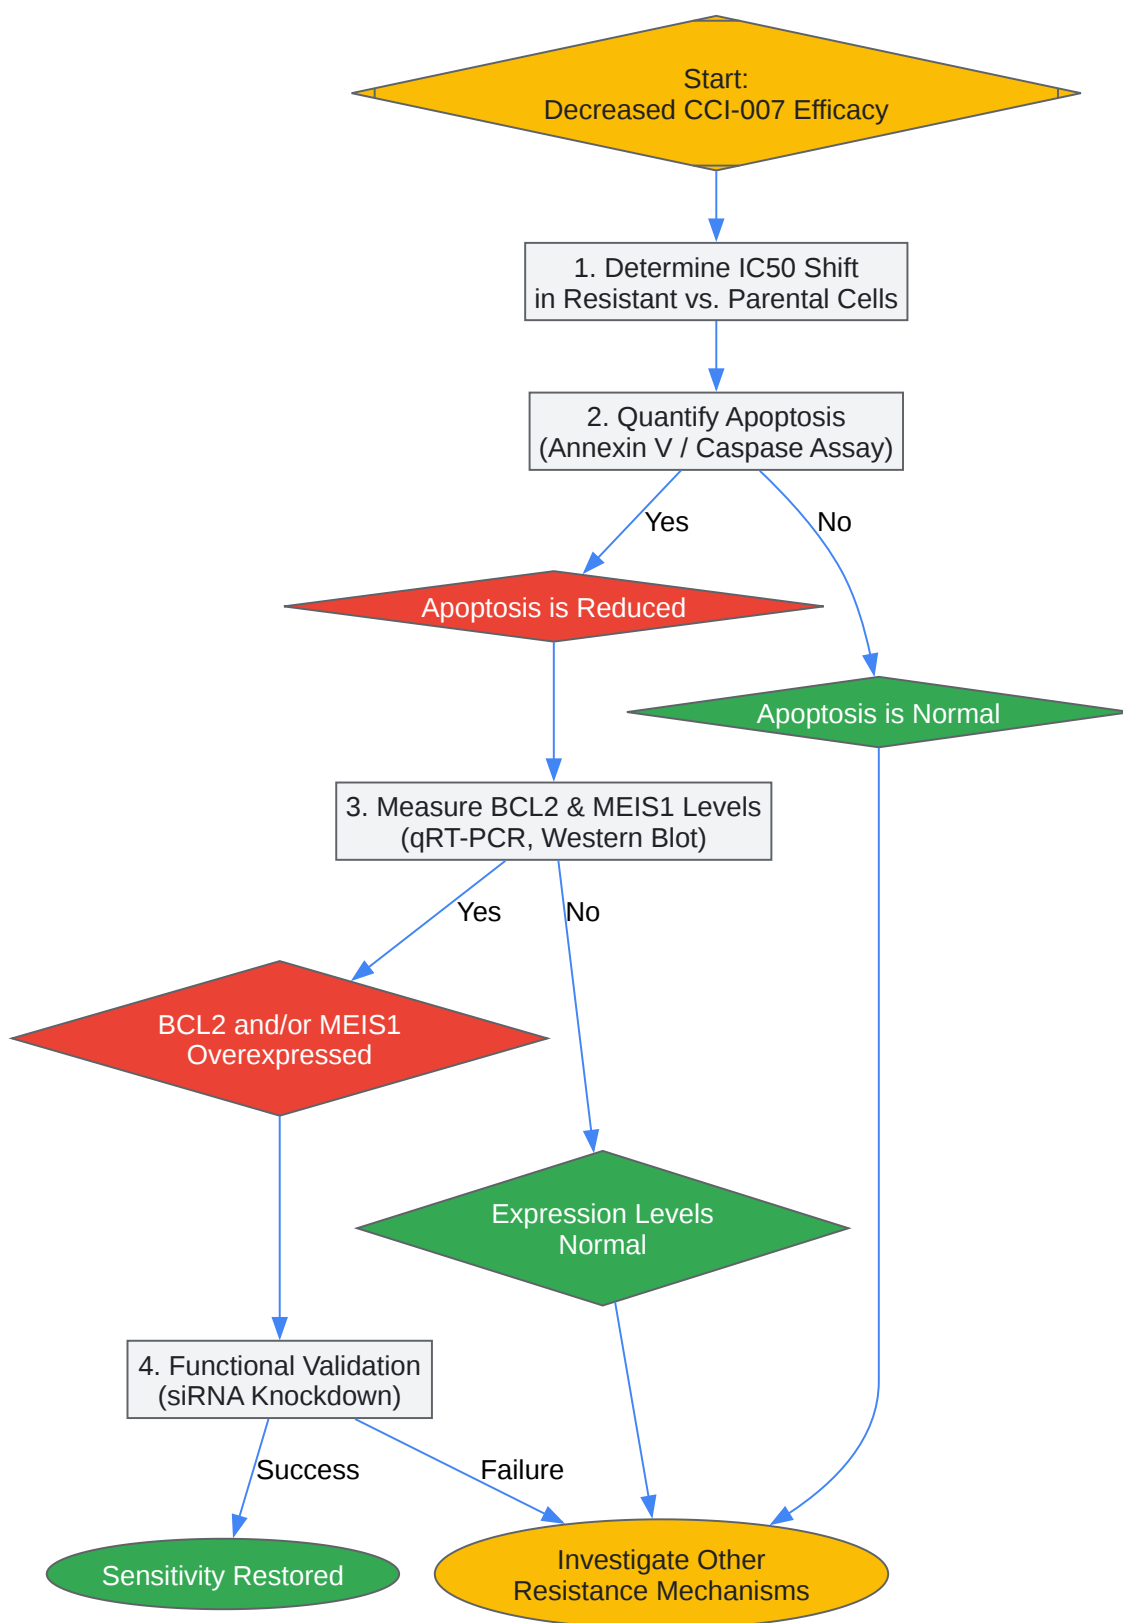 Start:
Decreased CCI-007 Efficacy
1. Determine IC50 Shift
in Resistant vs. Parental Cells
2. Quantify Apoptosis
(Annexin V / Caspase Assay)
Yes
No
Apoptosis is Reduced
Apoptosis is Normal
3. Measure BCL2 & MEIS1 Levels
(qRT-PCR, Western Blot)
Yes
No
BCL2 and/or MEIS1
Overexpressed
Expression Levels
Normal
4. Functional Validation
(siRNA Knockdown)
Success
Failure
Sensitivity Restored
Investigate Other
Resistance Mechanisms